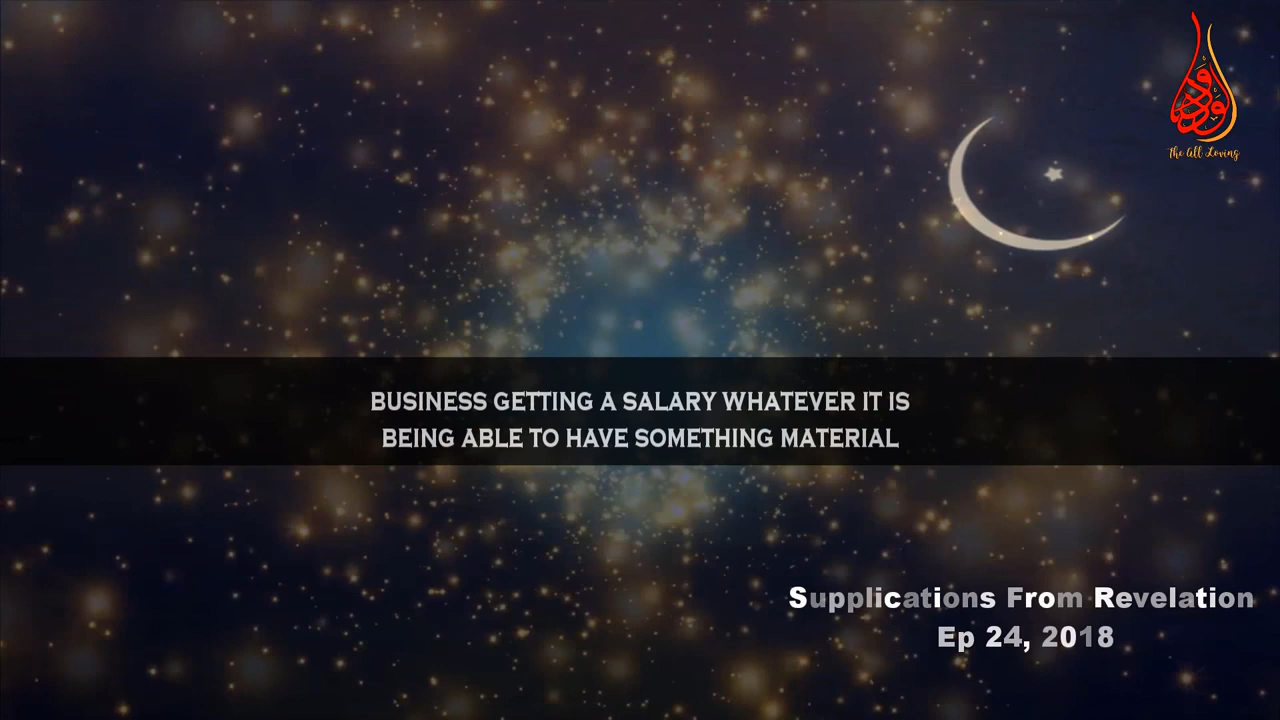 الودود
The All Loving
BUSINESS GETTING A SALARY WHATEVER IT IS
BEING ABLE TO HAVE SOMETHING MATERIAL
Supplications From Revelation
Ep 24, 2018